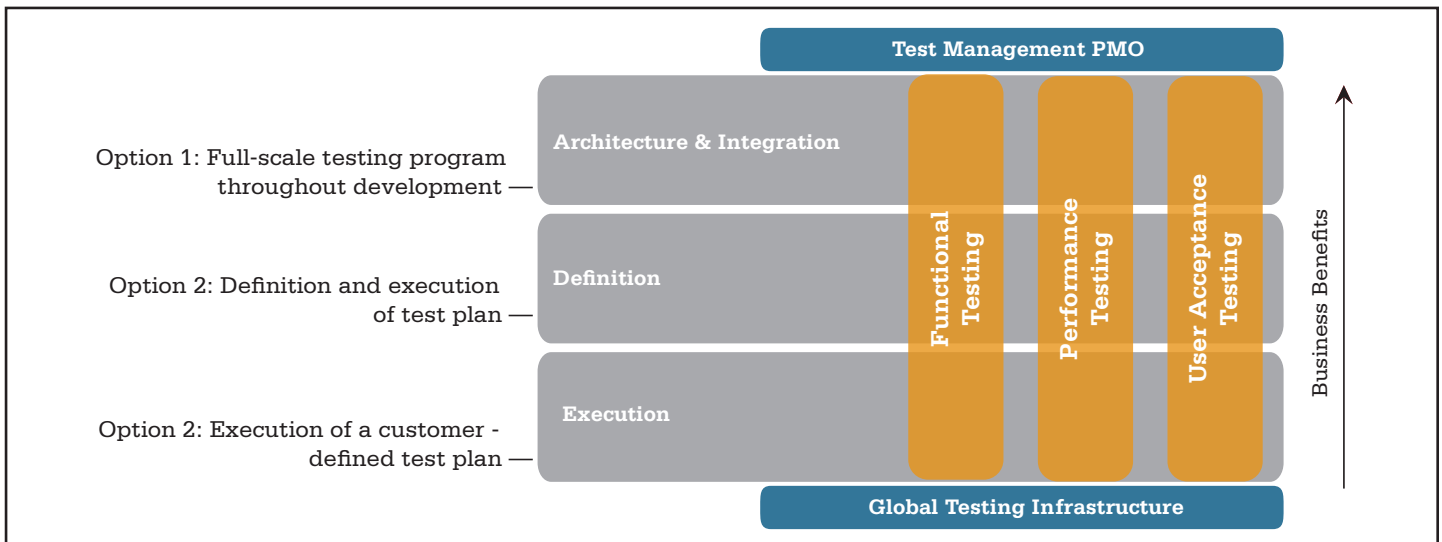 Test Management PMO
Architecture & Integration
Option 1: Full-scale testing program
throughout development
Definition
Option 2: Definition and execution
of test plan
Execution
Option 2: Execution of a customer -
defined test plan
Functional
Testing
Performance
Testing
User Acceptance
Testing
Business Benefits
Global Testing Infrastructure